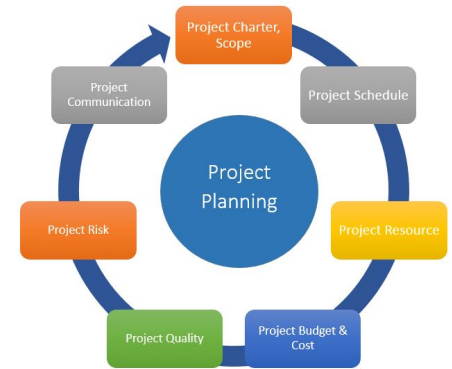 Project Charter,
Scope
Project Schedule
Project Resource
Project Budget &
Cost
Project Quality
Project Risk
Project
Communication
Project
Planning